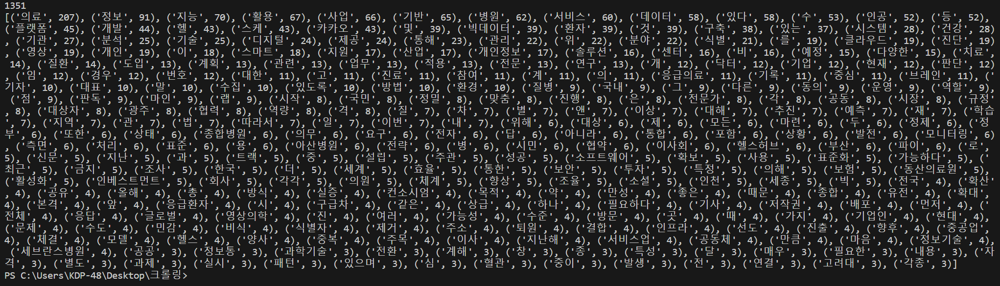 1351
[('의료', 207), ('정보', 91), ('지능', 70), ('활용', 67), ('사업', 66), ('기반', 65), ('병원', 62), ('서비스', 60), ('데이터', 58), ('있다', 58), ('수', 53), ('인공', 52), ('등', 52),
('플랫폼', 45), ('개발', 44), ('헬', 43), ('스케', 43), ('카카오', 43), ('및', 39), ('빅데이터', 39), ('환자', 39), ('것', 39), ('구축', 38), ('있는', 37), ('시스템', 28), ('건강', 28)
, ('기관', 27), ('분석', 25), ('기술', 25), ('디지털', 24), ('제공', 24), ('통해', 23), ('관리', 22), ('위', 22), ('분야', 22), ('식별', 21), ('를', 19), ('클라우드', 19), ('진단', 19)
, ('영상', 19), ('개인', 19), ('이', 18), ('스마트', 18), ('지원', 17), ('산업', 17), ('개인정보', 17), ('솔루션', 16), ('센터', 16), ('비', 16), ('예정', 15), ('다양한', 15), ('치료',
 14), ('질환', 14), ('도입', 13), ('계획', 13), ('관련', 13), ('업무', 13), ('적용', 13), ('전문', 13), ('연구', 13), ('개', 12), ('닥터', 12), ('기업', 12), ('현재', 12), ('판단', 12)
, ('임', 12), ('경우', 12), ('번호', 12), ('대한', 11), ('고', 11), ('진료', 11), ('참여', 11), ('계', 11), ('의', 11), ('응급의료', 11), ('기록', 11), ('중심', 11), ('브레인', 11), ('
기자', 10), ('대표', 10), ('말', 10), ('수집', 10), ('있도록', 10), ('방법', 10), ('환경', 10), ('질병', 9), ('국내', 9), ('그', 9), ('다른', 9), ('동의', 9), ('운영', 9), ('역할', 9),
 ('점', 9), ('판독', 9), ('마인', 9), ('랩', 9), ('시작', 8), ('국민', 8), ('정밀', 8), ('맞춤', 8), ('진행', 8), ('은', 8), ('전문가', 8), ('각', 8), ('공동', 8), ('시장', 8), ('규정'
, 8), ('대상자', 8), ('광주', 8), ('협력', 8), ('역량', 8), ('격', 8), ('질', 7), ('차', 7), ('별', 7), ('앤', 7), ('이상', 7), ('대해', 7), ('추진', 7), ('예측', 7), ('재', 7), ('학습
', 7), ('지역', 7), ('관', 7), ('법', 7), ('따라서', 7), ('일', 7), ('이번', 7), ('내', 7), ('위해', 6), ('대상', 6), ('제', 6), ('모든', 6), ('마련', 6), ('두', 6), ('정제', 6), ('정
부', 6), ('또한', 6), ('상태', 6), ('종합병원', 6), ('의무', 6), ('요구', 6), ('전자', 6), ('답', 6), ('아니라', 6), ('통합', 6), ('포함', 6), ('상황', 6), ('발전', 6), ('모니터링', 6)
, ('측면', 6), ('처리', 6), ('표준', 6), ('용', 6), ('아산병원', 6), ('전략', 6), ('병', 6), ('시민', 6), ('협약', 6), ('이사회', 6), ('헬스허브', 6), ('부산', 6), ('파이', 6), ('로',
5), ('신문', 5), ('지난', 5), ('과', 5), ('트랙', 5), ('중', 5), ('설립', 5), ('주관', 5), ('성공', 5), ('소프트웨어', 5), ('확보', 5), ('사용', 5), ('표준화', 5), ('가능하다', 5), ('
최근', 5), ('금지', 5), ('조사', 5), ('한국', 5), ('더', 5), ('세계', 5), ('효율', 5), ('통한', 5), ('보안', 5), ('투자', 5), ('특정', 5), ('의해', 5), ('보험', 5), ('동산의료원', 5),
('활성화', 5), ('인베스트먼트', 5), ('회사', 5), ('각각', 5), ('의원', 5), ('체계', 5), ('향상', 5), ('조율', 5), ('소셜', 5), ('인천', 5), ('세종', 5), ('빅', 5), ('전국', 4), ('확산'
, 4), ('공유', 4), ('올해', 4), ('총', 4), ('방식', 4), ('실증', 4), ('컨소시엄', 4), ('목적', 4), ('약', 4), ('만성', 4), ('좋은', 4), ('때문', 4), ('종합', 4), ('유전', 4), ('확대',
4), ('본격', 4), ('앞', 4), ('응급환자', 4), ('시', 4), ('구급차', 4), ('같은', 4), ('상급', 4), ('하나', 4), ('필요하다', 4), ('기사', 4), ('저작권', 4), ('배포', 4), ('먼저', 4), ('
전체', 4), ('응답', 4), ('글로벌', 4), ('영상의학', 4), ('진', 4), ('여러', 4), ('가능성', 4), ('수준', 4), ('방문', 4), ('곳', 4), ('때', 4), ('가지', 4), ('기업인', 4), ('현대', 4),
('문제', 4), ('수도', 4), ('민감', 4), ('비식', 4), ('식별자', 4), ('제거', 4), ('주소', 4), ('퇴원', 4), ('결합', 4), ('인프라', 4), ('선도', 4), ('진출', 4), ('향후', 4), ('중공업',
4), ('체결', 4), ('모델', 4), ('헬스', 4), ('양사', 4), ('중복', 4), ('주목', 4), ('이사', 4), ('지난해', 4), ('서비스업', 4), ('공동체', 4), ('만큼', 4), ('마음', 4), ('정보기술', 4),
 ('세브란스병원', 4), ('공공', 3), ('정보통', 3), ('과학기술', 3), ('전환', 3), ('계해', 3), ('창', 3), ('종', 3), ('특성', 3), ('달', 3), ('매우', 3), ('필요한', 3), ('내용', 3), ('자
격', 3), ('별도', 3), ('과제', 3), ('실시', 3), ('패턴', 3), ('있으며', 3), ('심', 3), ('혈관', 3), ('중이', 3), ('발생', 3), ('전', 3), ('연결', 3), ('고려대', 3), ('각종', 3)]
PS C:\Users\KDP-48\Desktop\크롤링>